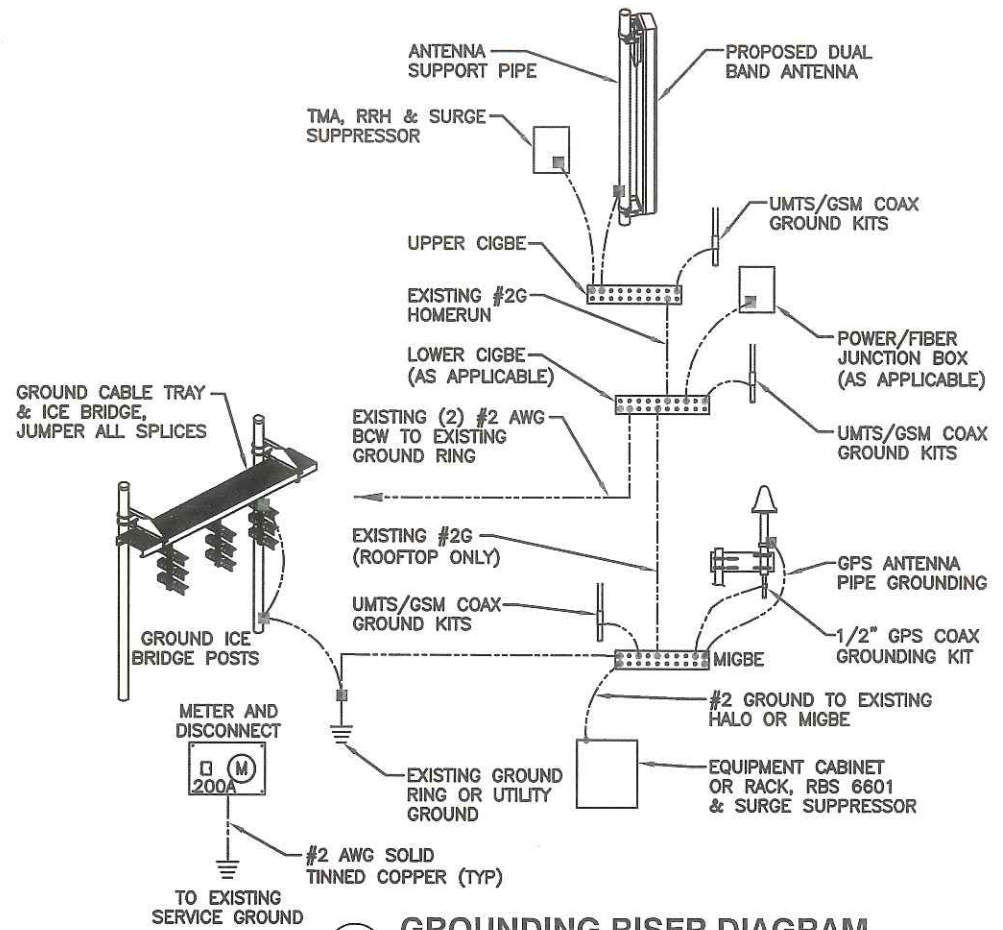 ANTENNA
SUPPORT PIPE
PROPOSED DUAL
BAND ANTENNA
TMA, RRH & SURGE
SUPPRESSOR
UMTS/GSM COAX
GROUND KITS
UPPER CIGBE
EXISTING #2G
HOMERUN
POWER/FIBER
JUNCTION BOX
(AS APPLICABLE)
LOWER CIGBE
(AS APPLICABLE)
GROUND CABLE TRAY
& ICE BRIDGE,
JUMPER ALL SPLICES
EXISTING (2) #2 AWG
BCW TO EXISTING
GROUND RING
UMTS/GSM COAX
GROUND KITS
EXISTING #2G
(ROOFTOP ONLY)
GPS ANTENNA
PIPE GROUNDING
UMTS/GSM COAX
GROUND KITS
1/2" GPS COAX
GROUNDING KIT
GROUND ICE
BRIDGE POSTS
MIGBE
#2 GROUND TO EXISTING
HALO OR MIGBE
METER AND
DISCONNECT
M
200A
EXISTING GROUND
RING OR UTILITY
GROUND
EQUIPMENT CABINET
OR RACK, RBS 6601
& SURGE SUPPRESSOR
#2 AWG SOLID
TINNED COPPER (TYP)
TO EXISTING
SERVICE GROUND
GROUNDING RISER DIAGRAM